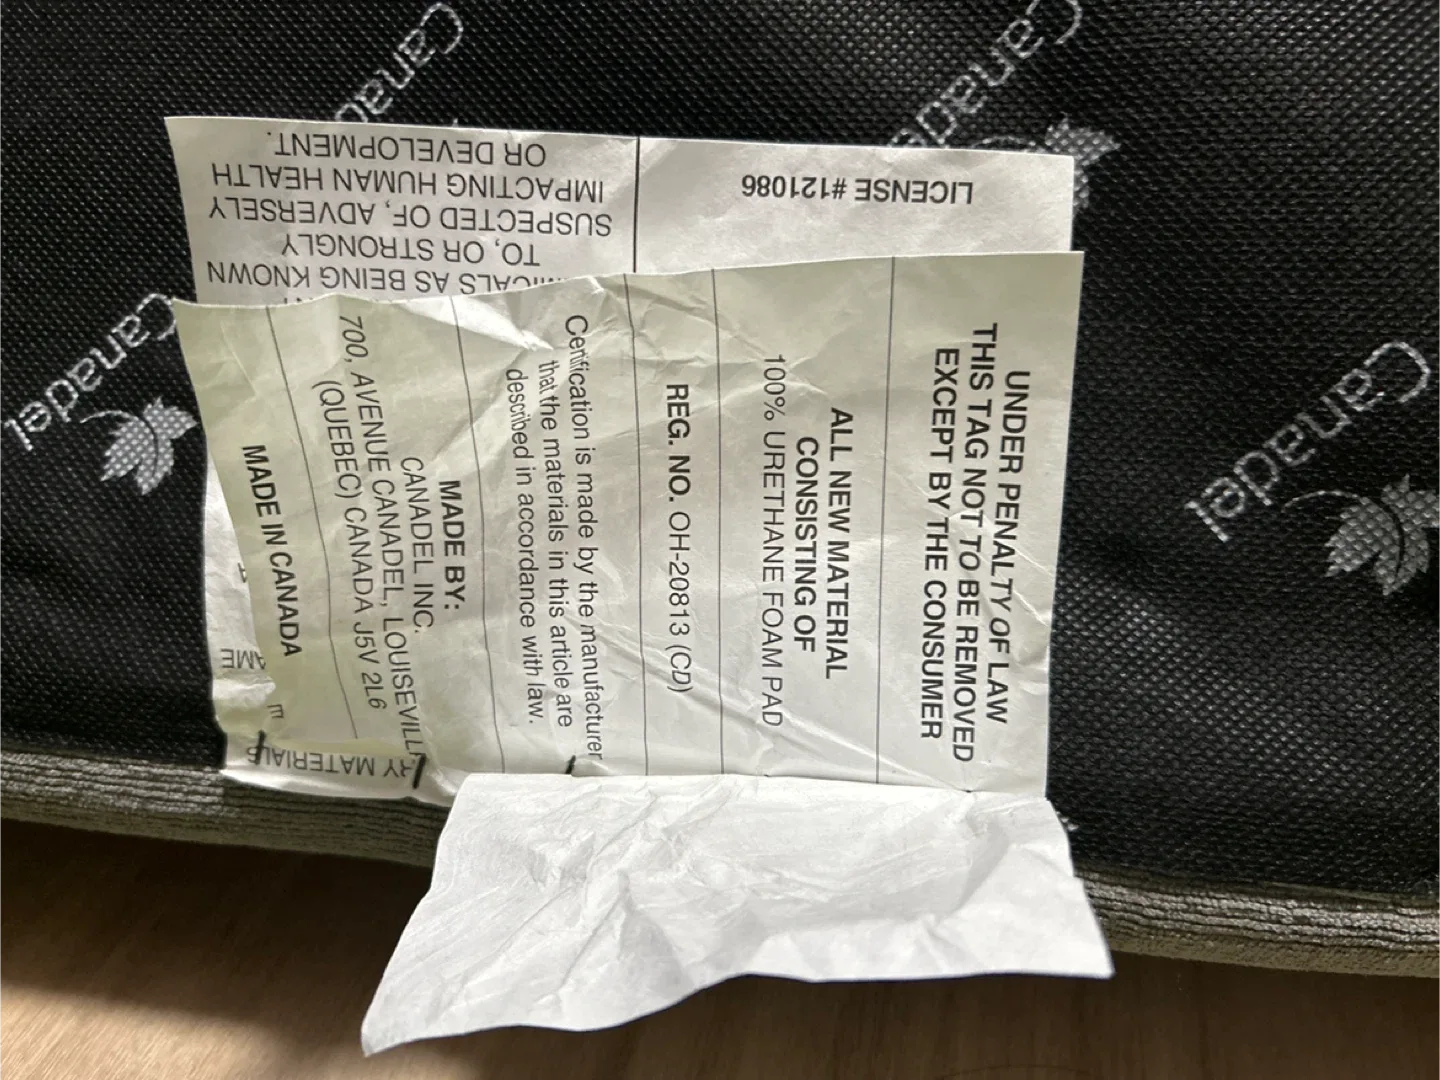 UNDER PENALTY OF LAW
THIS TAG NOT TO BE REMOVED
EXCEPT BY THE CONSUMER
ALL NEW MATERIAL
CONSISTING OF
100% URETHANE FOAM PAD
REG. NO. OH-20813 (CD)
Certification is made by the manufacturer
that the materials in this article are
described in accordance with law.
MADE BY:
CANADEL INC.
700, AVENUE CANADEL, LOUISEVILLE
(QUEBEC) CANADA J5V 2L6
MADE IN CANADA
LICENSE #121086
AS BEING KNOWN
TO, OR STRONGLY
SUSPECTED OF, ADVERSELY
IMPACTING HUMAN HEALTH
OR DEVELOPMENT.
MATERIALS
Canadel
Canadel
Canadel
Canadel